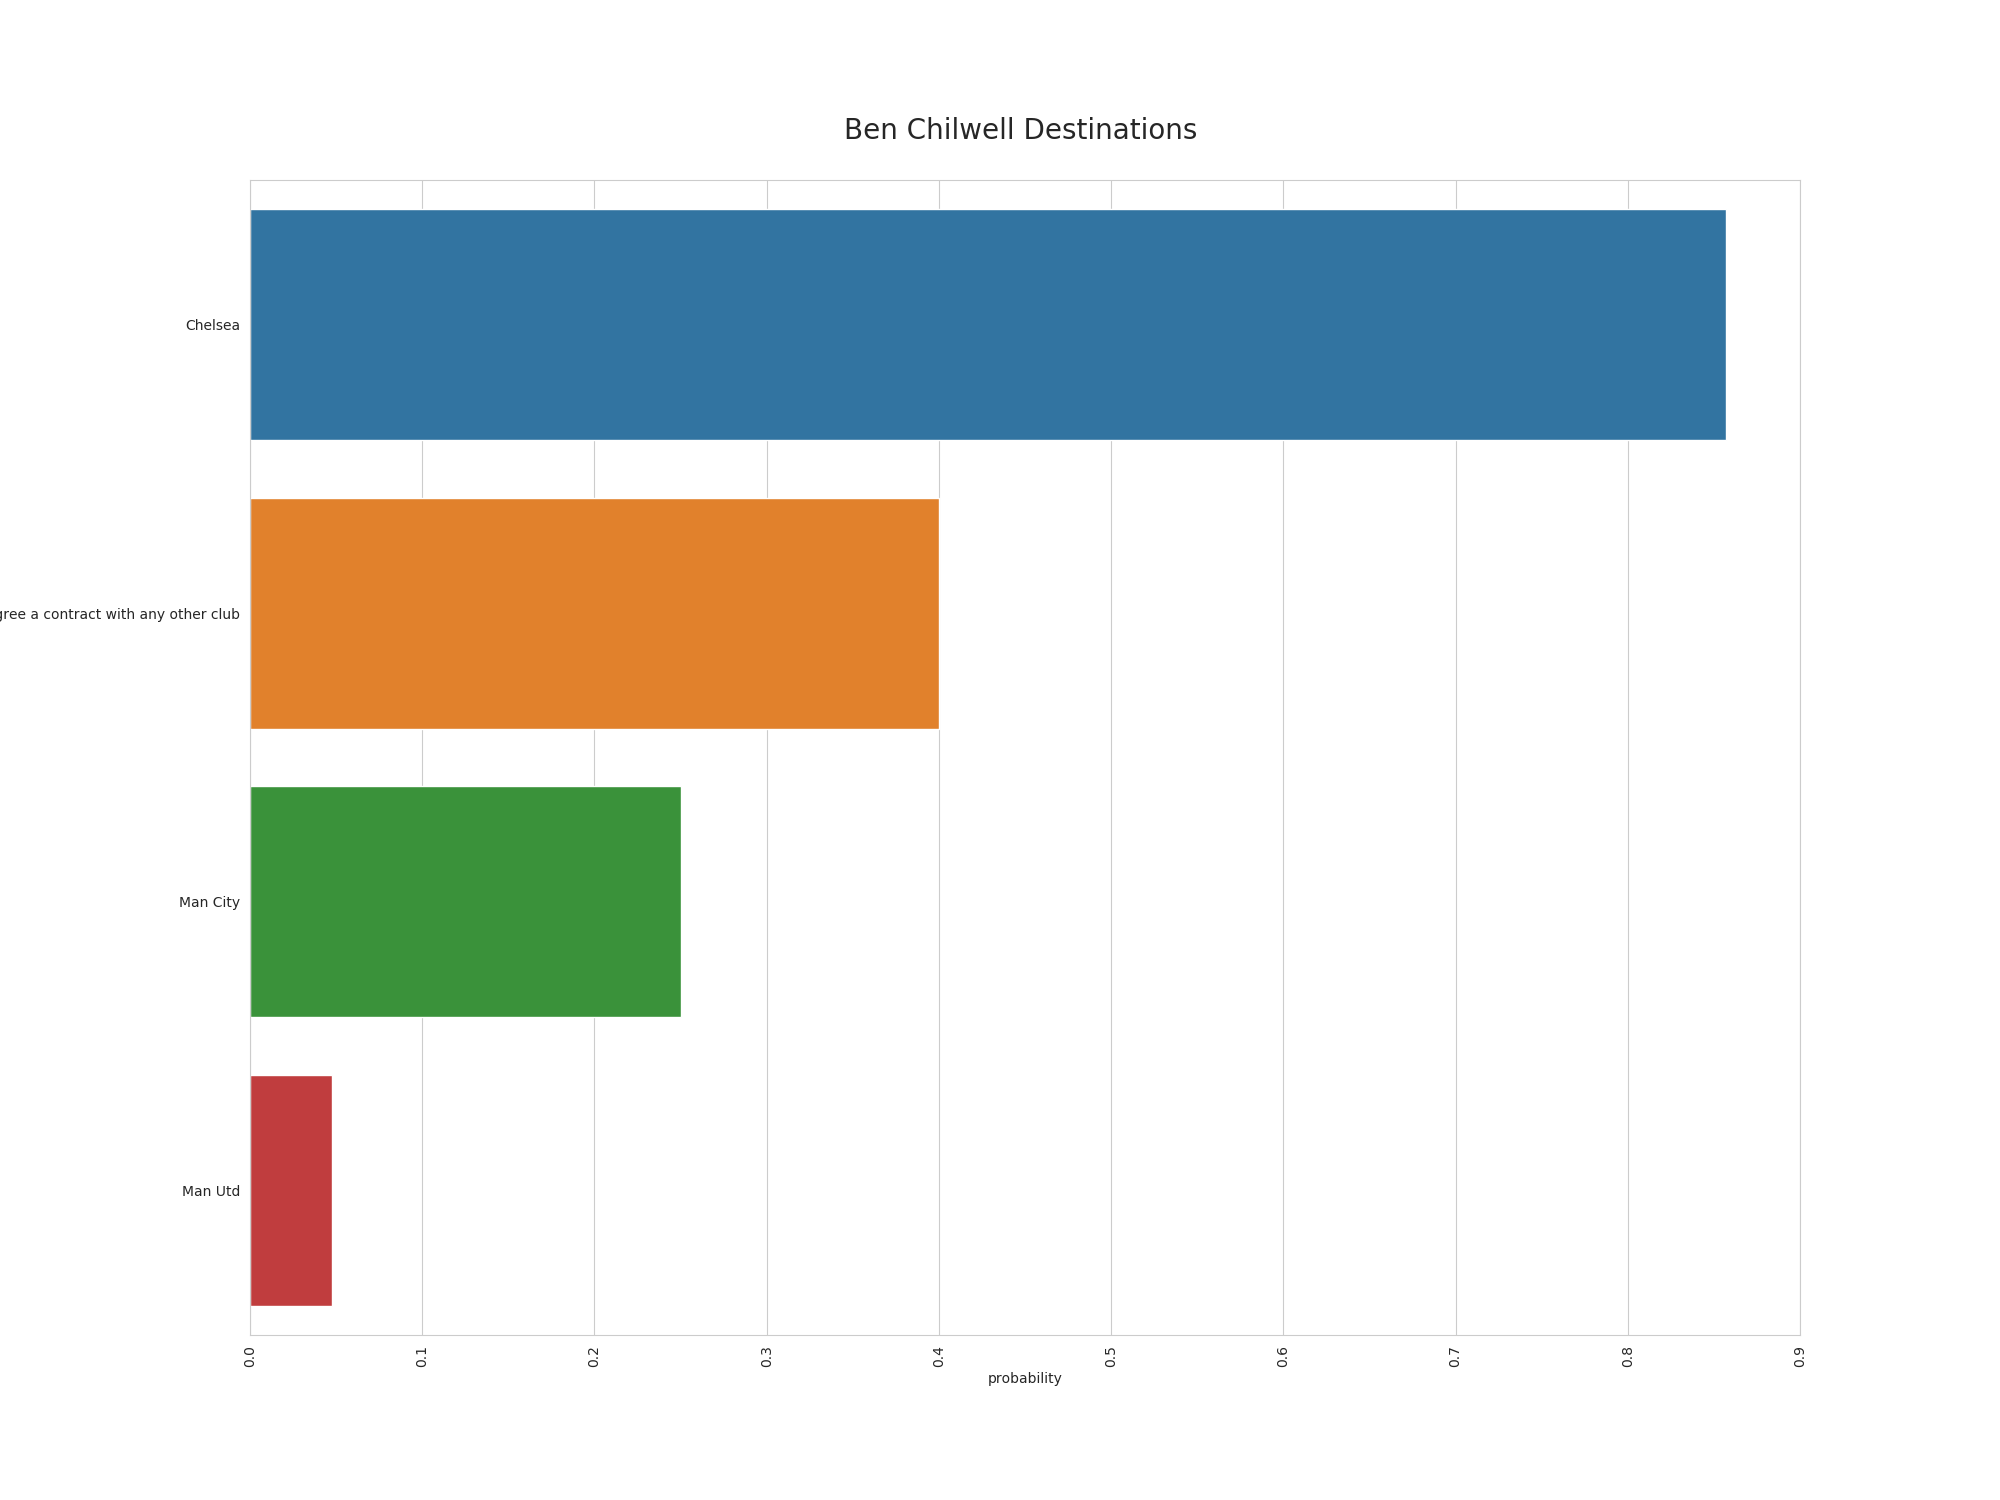 Ben Chilwell Destinations
Chelsea
a contract with any other club
Man City
Man Utd
0.0 0.1 0.2 0.3 0.4 0.5 0.6 0.7 0.8 0.9
probability